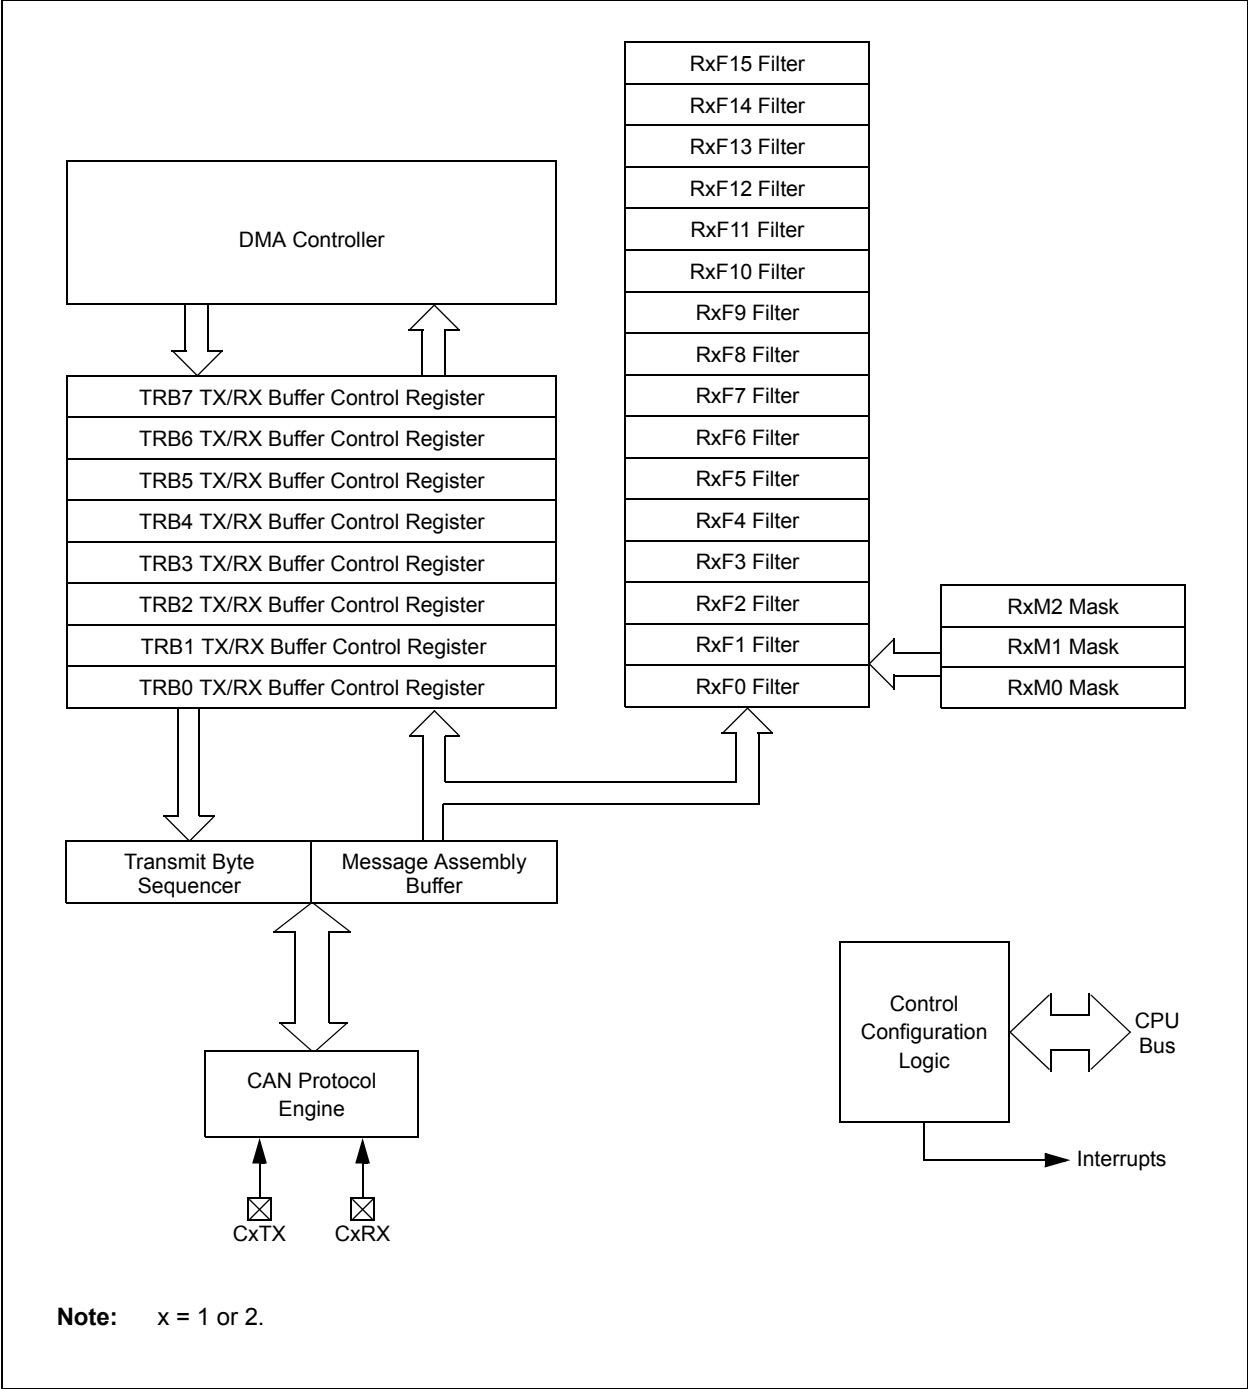 RxF15 Filter
RxF14 Filter
RxF13 Filter
RxF12 Filter
RxF11 Filter
RxF10 Filter
RxF9 Filter
RxF8 Filter
RxF7 Filter
RxF6 Filter
RxF5 Filter
RxF4 Filter
RxF3 Filter
RxF2 Filter
RxF1 Filter
RxF0 Filter
DMA Controller
TRB7 TX/RX Buffer Control Register
TRB6 TX/RX Buffer Control Register
TRB5 TX/RX Buffer Control Register
TRB4 TX/RX Buffer Control Register
TRB3 TX/RX Buffer Control Register
TRB2 TX/RX Buffer Control Register
TRB1 TX/RX Buffer Control Register
TRB0 TX/RX Buffer Control Register
RxM2 Mask
RxM1 Mask
RxM0 Mask
Transmit Byte
Sequencer
Message Assembly
Buffer
CAN Protocol
Engine
CxTX
CxRX
Control
Configuration
Logic
CPU
Bus
Interrupts
Note: x = 1 or 2.